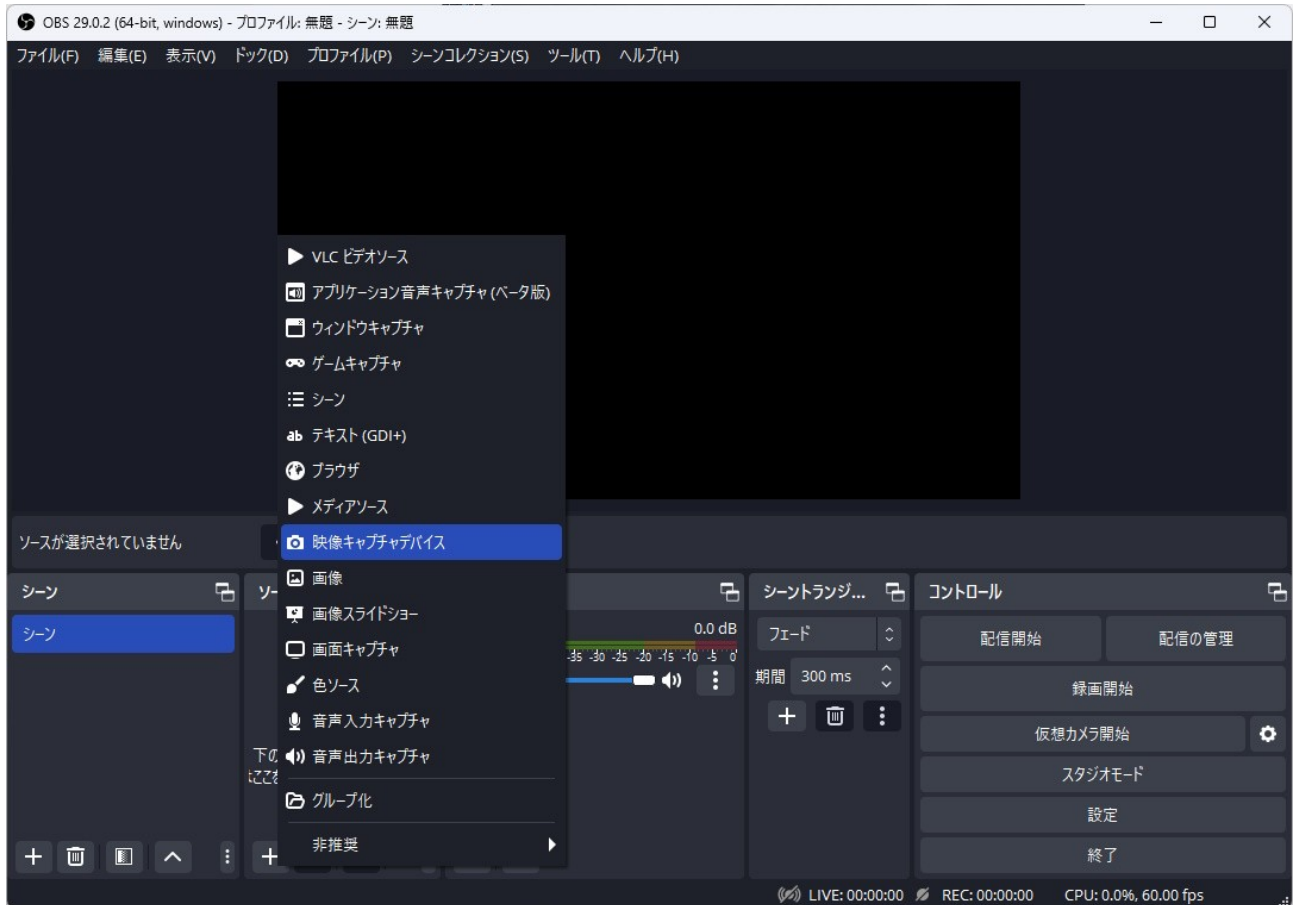 OBS 29.0.2 (64-bit, windows) - プロファイル: 無題 - シーン: 無題
ファイル(F) 編集(E) 表示(V) ドック(D) プロファイル(P) シーンコレクション(S) ツール(T) ヘルプ(H)
VLC ビデオソース
アプリケーション音声キャプチャ (ベータ版)
ウィンドウキャプチャ
ゲームキャプチャ
シーン
ab テキスト (GDI+)
ブラウザ
メディアソース
映像キャプチャデバイス
画像
画像スライドショー
画面キャプチャ
色ソース
音声入力キャプチャ
音声出力キャプチャ
グループ化
非推奨
ソースが選択されていません
シーン
シーン
ソー
下の
はここを
0.0 dB
-35 -30 -25 -20 -15 -10 -5 0
シーントランジ...
フェード
期間 300 ms
コントロール
配信開始 配信の管理
録画開始
仮想カメラ開始
スタジオモード
設定
終了
LIVE: 00:00:00 REC: 00:00:00 CPU: 0.0%, 60.00 fps